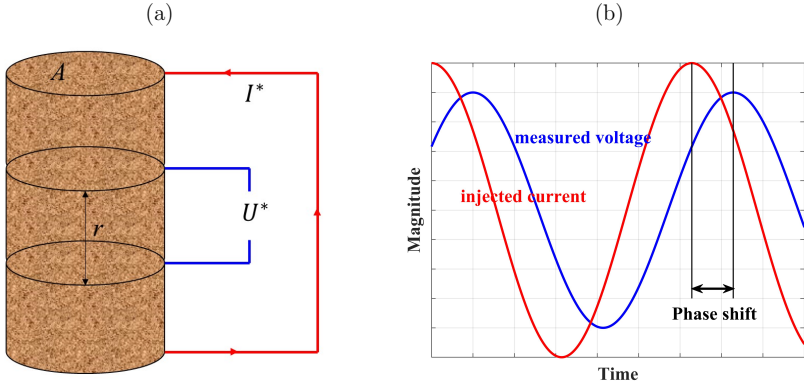 (a)
A
I*
U*
r
(b)
measured voltage
injected current
Phase shift
Magnitude
Time